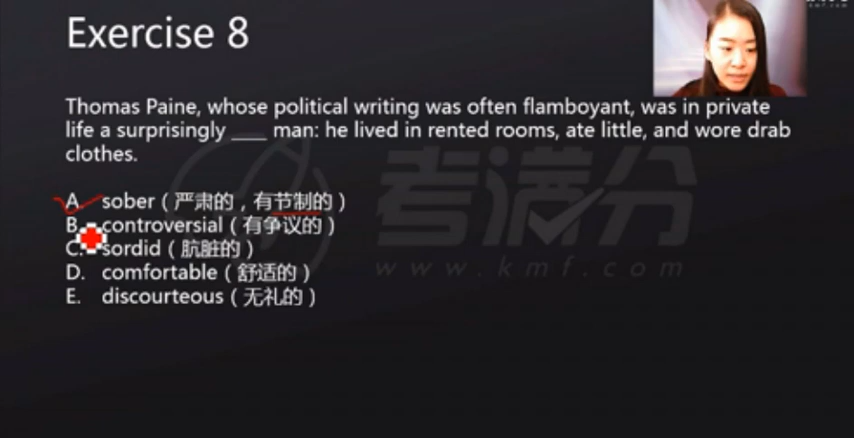 Exercise 8
Thomas Paine, whose political writing was often flamboyant, was in private
life a surprisingly ____ man: he lived in rented rooms, ate little, and wore drab
clothes.
A. sober（严肃的，有节制的）
B. controversial（有争议的）
C. sordid（肮脏的）
D. comfortable（舒适的）
E. discourteous（无礼的）
考满分
www.kmf.com